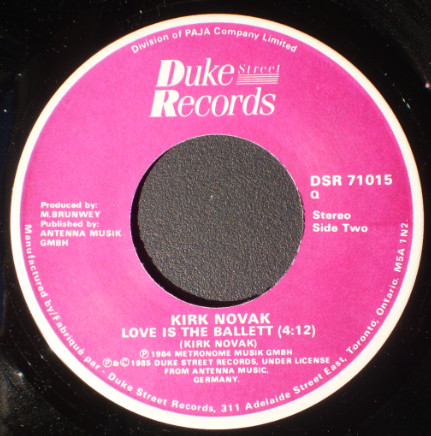 Division of PAJA Company Limited
Duke Street
Records
DSR 71015
Q
Stereo
Side Two
Produced by:
M.BRUNWEY
Published by:
ANTENNA MUSIK
GMBH
KIRK NOVAK
LOVE IS THE BALLETT (4:12)
(KIRK NOVAK)
Ⓟ 1984 METRONOME MUSIK GMBH
Ⓟ&© 1985 DUKE STREET RECORDS, UNDER LICENSE
FROM ANTENNA MUSIC,
GERMANY.
Manufactured by/Fabriqué par - Duke Street Records, 311 Adelaide Street East, Toronto, Ontario. M5A 1N2.